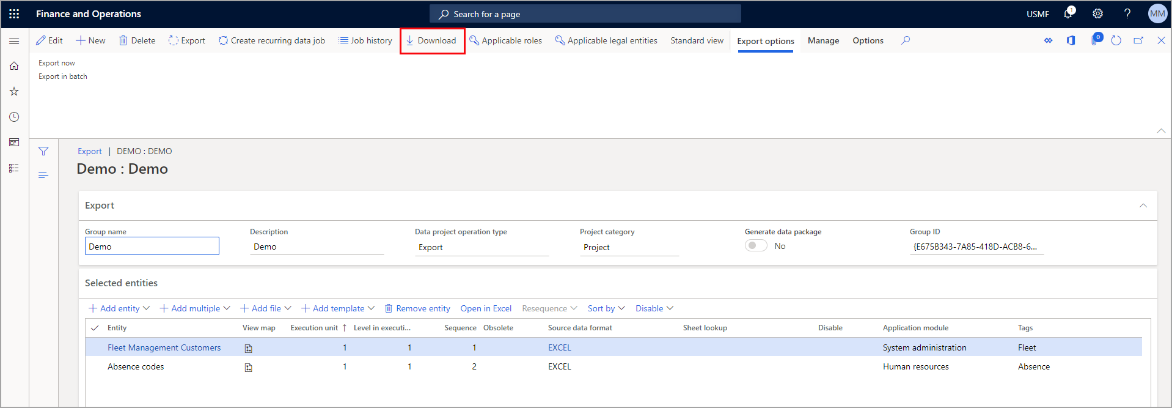 Finance and Operations Search for a page USMF 1 ? MM
Edit New Delete Export Create recurring data job Job history Download Applicable roles Applicable legal entities Standard view Export options Manage Options 0
Export now
Export in batch
Export | DEMO : DEMO
Demo : Demo
Export
Group name Description Data project operation type Project category Generate data package Group ID
Demo Demo Export Project No {E675B343-7A85-418D-ACB8-6...
Selected entities
Add entity Add multiple Add file Add template Remove entity Open in Excel Resequence Sort by Disable
Entity View map Execution unit ↑ Level in executi... Sequence Obsolete Source data format Sheet lookup Disable Application module Tags
Fleet Management Customers 1 1 1 EXCEL System administration Fleet
Absence codes 1 1 2 EXCEL Human resources Absence